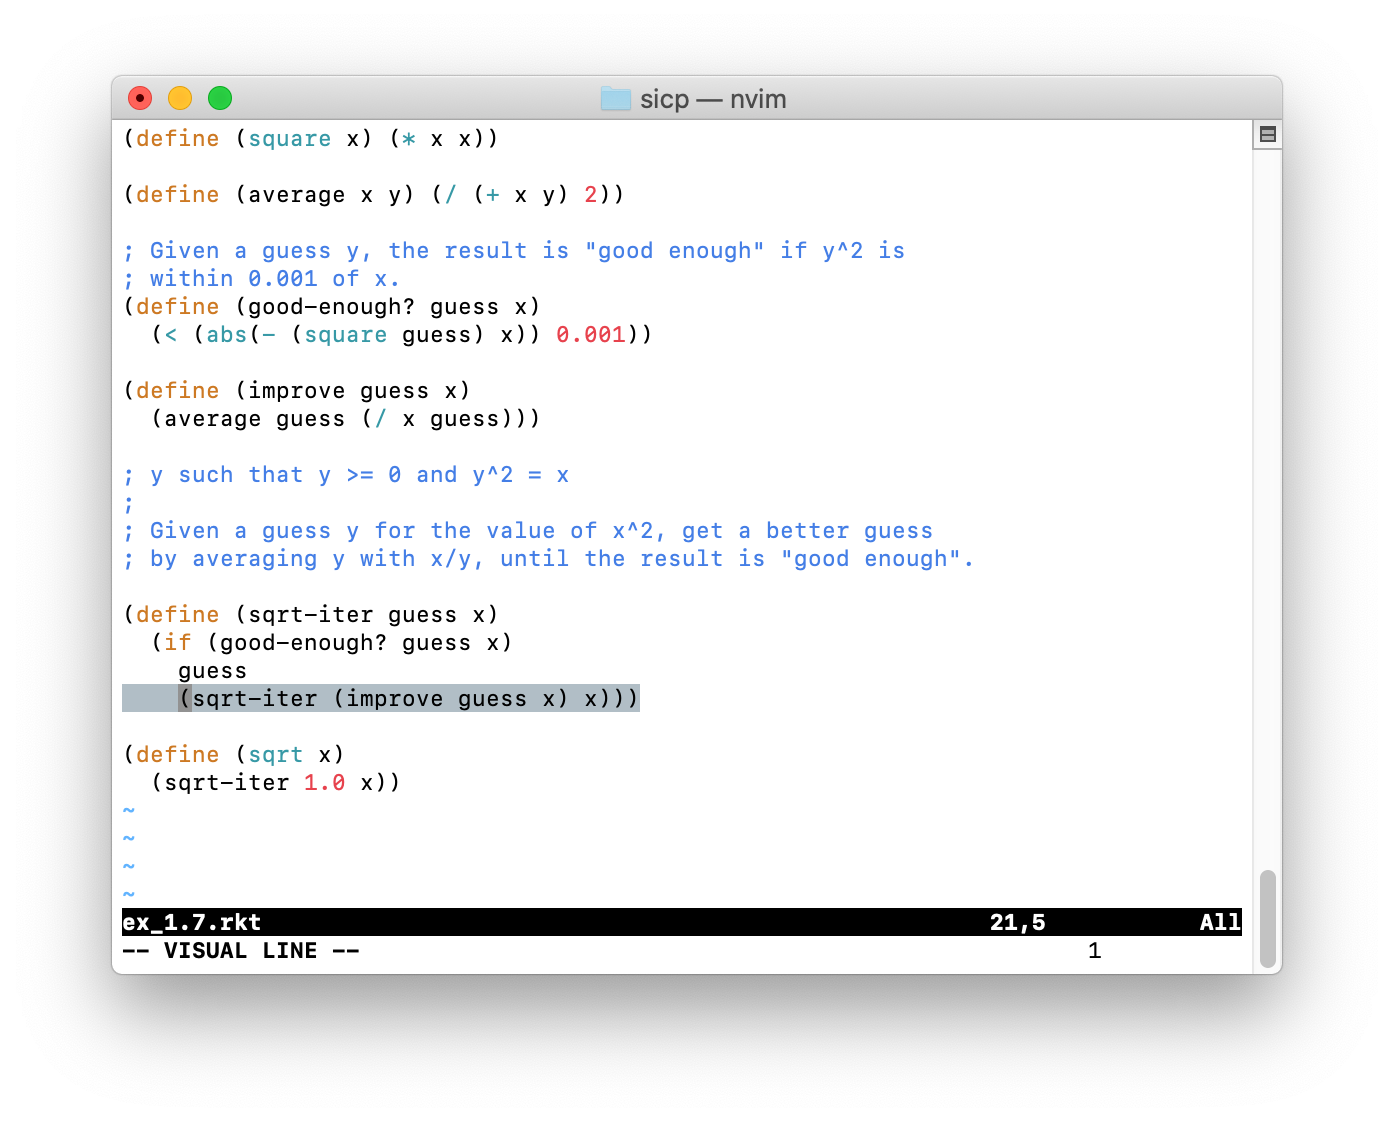 sicp — nvim
(define (square x) (* x x))
(define (average x y) (/ (+ x y) 2))
; Given a guess y, the result is "good enough" if y^2 is
; within 0.001 of x.
(define (good-enough? guess x)
  (< (abs(- (square guess) x)) 0.001))
(define (improve guess x)
  (average guess (/ x guess)))
; y such that y >= 0 and y^2 = x
;
; Given a guess y for the value of x^2, get a better guess
; by averaging y with x/y, until the result is "good enough".
(define (sqrt-iter guess x)
  (if (good-enough? guess x)
    guess
    (sqrt-iter (improve guess x) x)))
(define (sqrt x)
  (sqrt-iter 1.0 x))
~
~
~
~
ex_1.7.rkt 21,5 All
-- VISUAL LINE -- 1